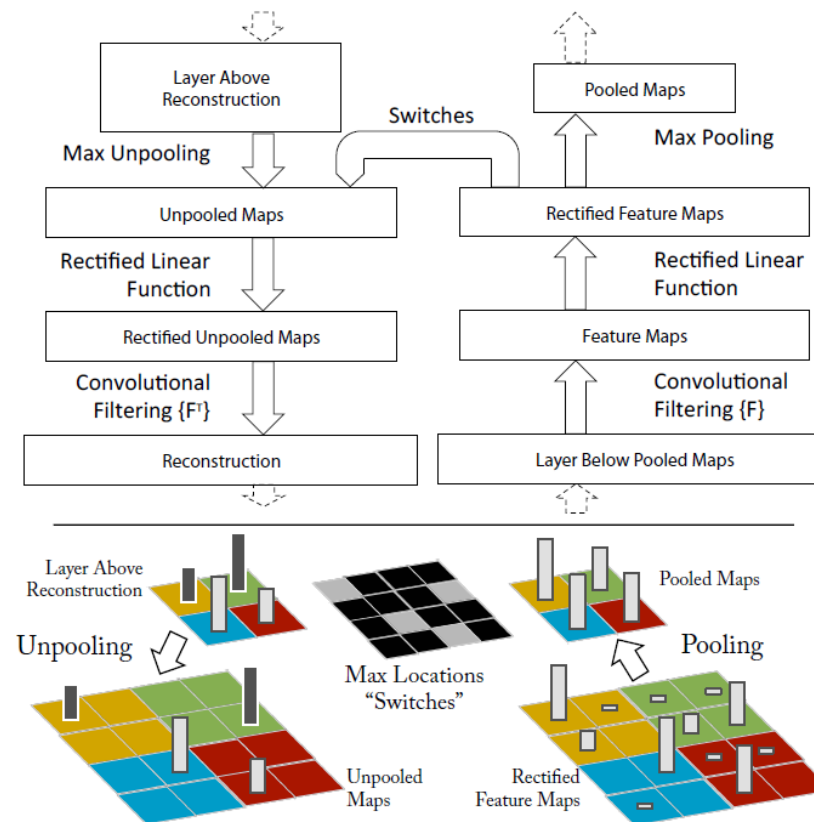 Layer Above
Reconstruction
Pooled Maps
Switches
Max Unpooling
Max Pooling
Unpooled Maps
Rectified Feature Maps
Rectified Linear
Function
Rectified Linear
Function
Rectified Unpooled Maps
Feature Maps
Convolutional
Filtering {Fᵀ}
Convolutional
Filtering {F}
Reconstruction
Layer Below Pooled Maps
Layer Above
Reconstruction
Pooled Maps
Unpooling
Pooling
Max Locations
“Switches”
Unpooled
Maps
Rectified
Feature Maps